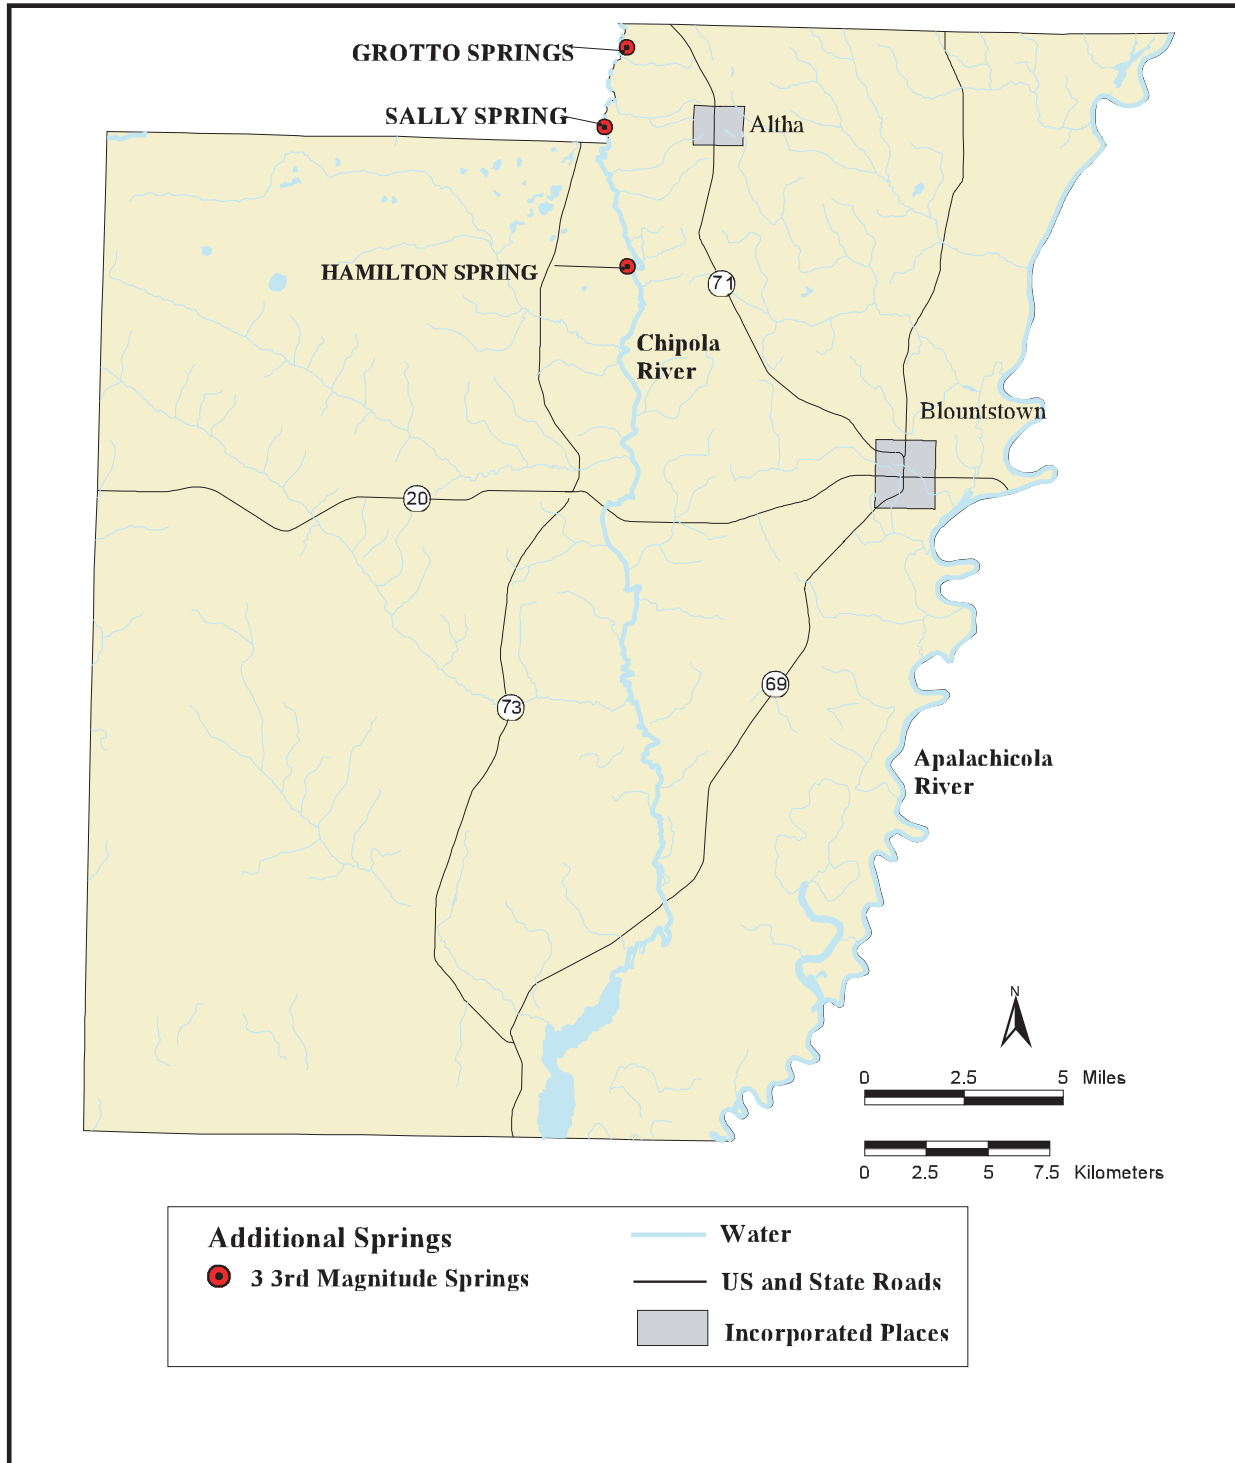 GROTTO SPRINGS
SALLY SPRING
Altha
HAMILTON SPRING
71
Chipola
River
Blountstown
20
69
73
Apalachicola
River
N
0 2.5 5 Miles
0 2.5 5 7.5 Kilometers
Additional Springs
3 3rd Magnitude Springs
Water
US and State Roads
Incorporated Places